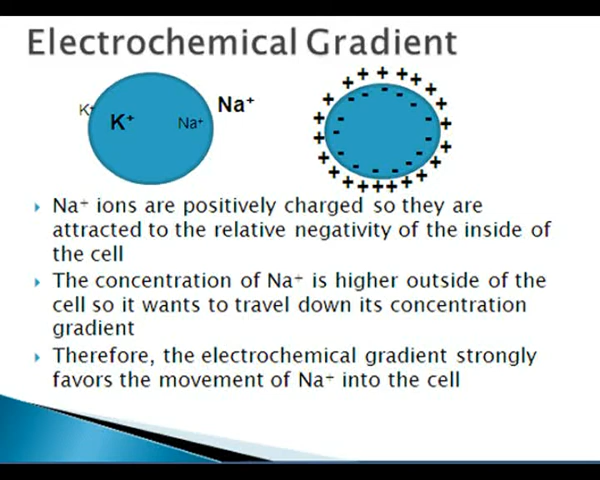 Electrochemical Gradient
K⁺
K⁺
Na⁺
Na⁺
Na⁺ ions are positively charged so they are
attracted to the relative negativity of the inside of
the cell
The concentration of Na⁺ is higher outside of the
cell so it wants to travel down its concentration
gradient
Therefore, the electrochemical gradient strongly
favors the movement of Na⁺ into the cell